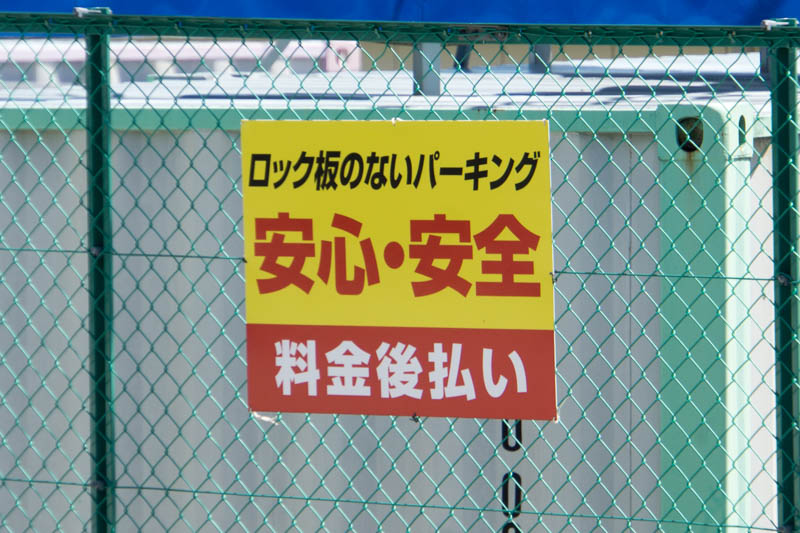 ロック板のないパーキング
安心・安全
料金後払い